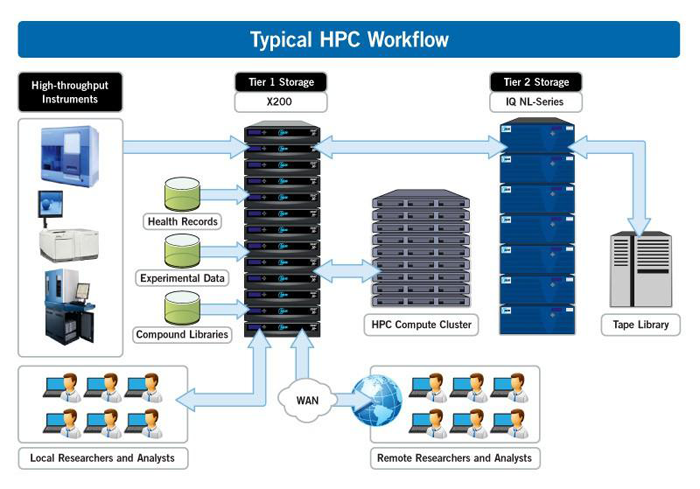 Typical HPC Workflow
High-throughput
Instruments
Tier 1 Storage
X200
Tier 2 Storage
IQ NL-Series
Health Records
Experimental Data
Compound Libraries
HPC Compute Cluster
Tape Library
WAN
Local Researchers and Analysts
Remote Researchers and Analysts